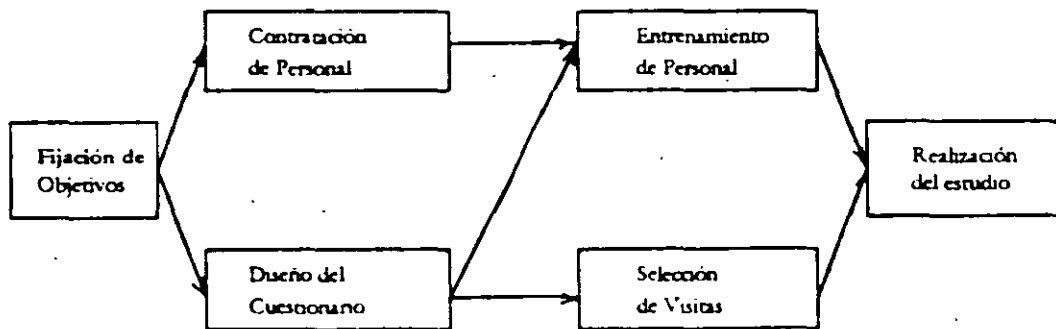 Contratación
de Personal
Entrenamiento
de Personal
Fijación de
Objetivos
Realización
del estudio
Diseño del
Cuestionario
Selección
de Visitas